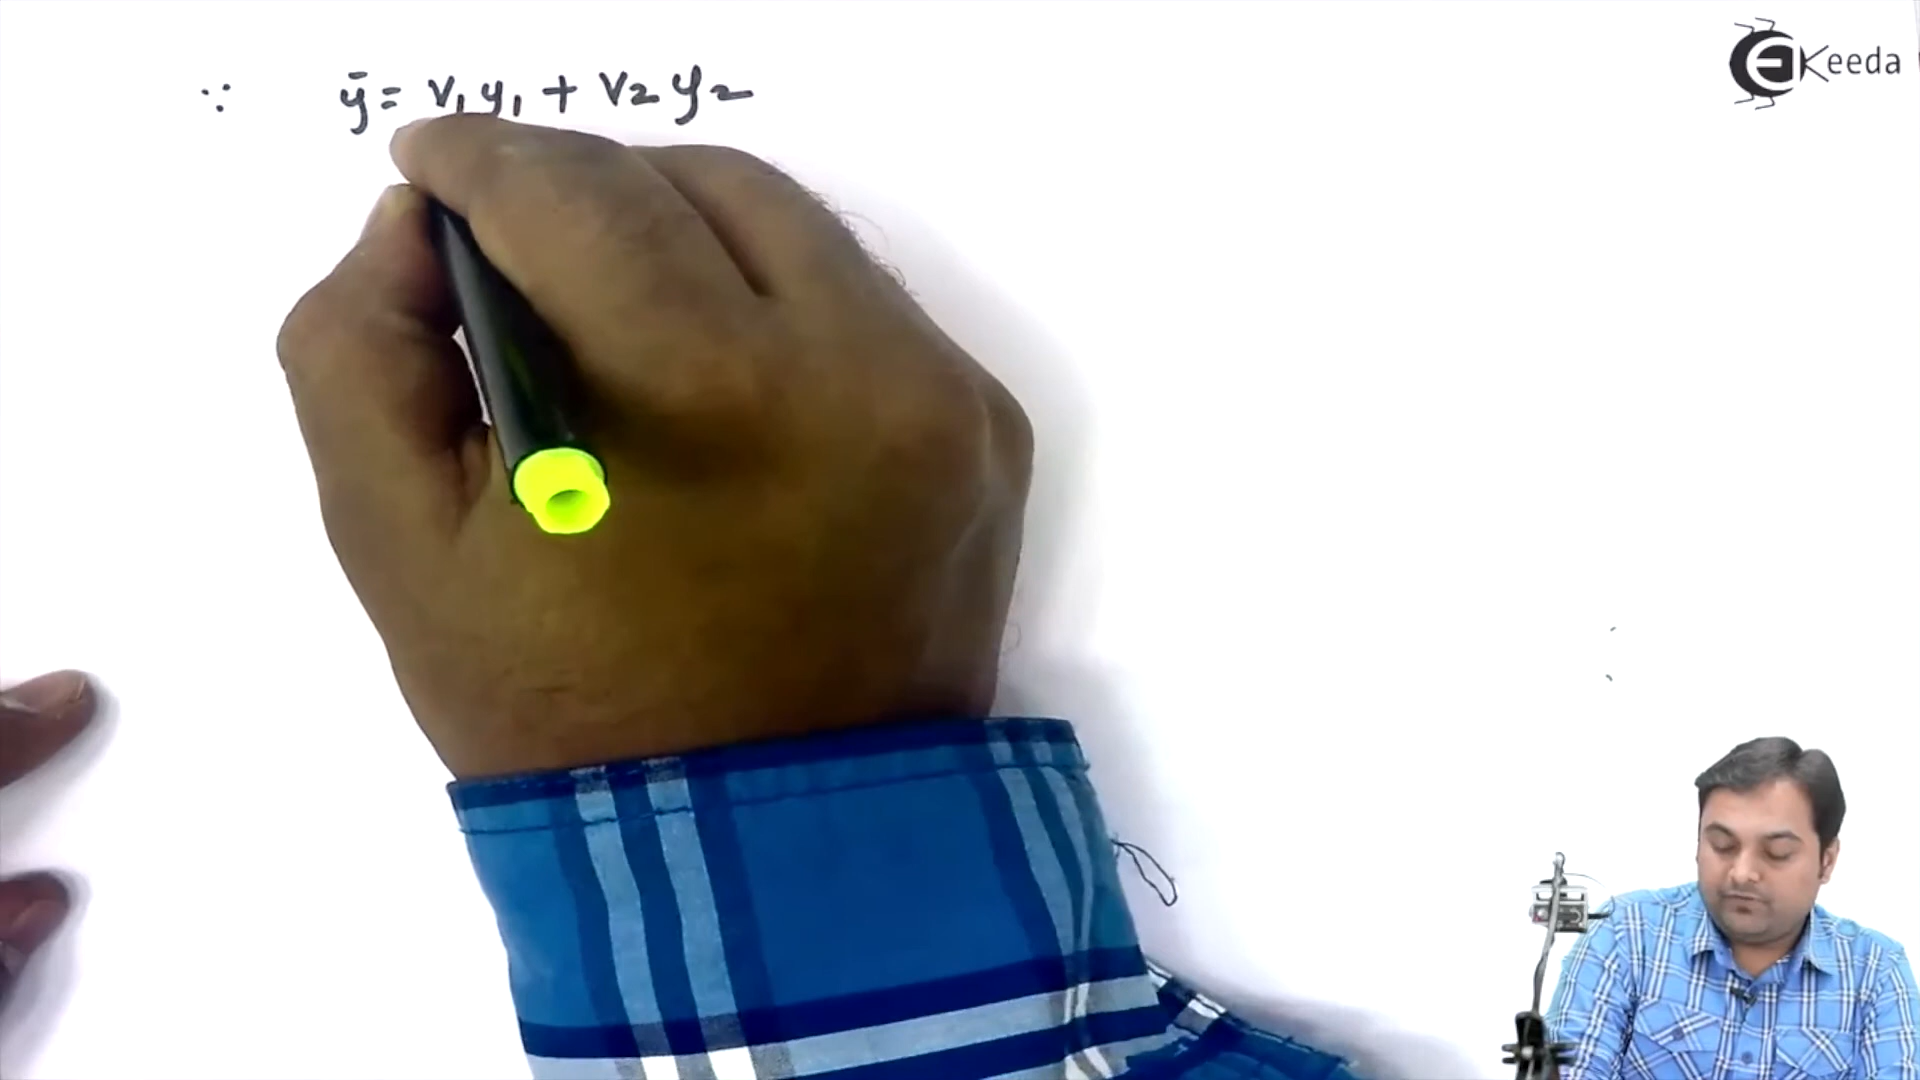 ∵ ȳ = v₁y₁ + v₂y₂
Ekeeda